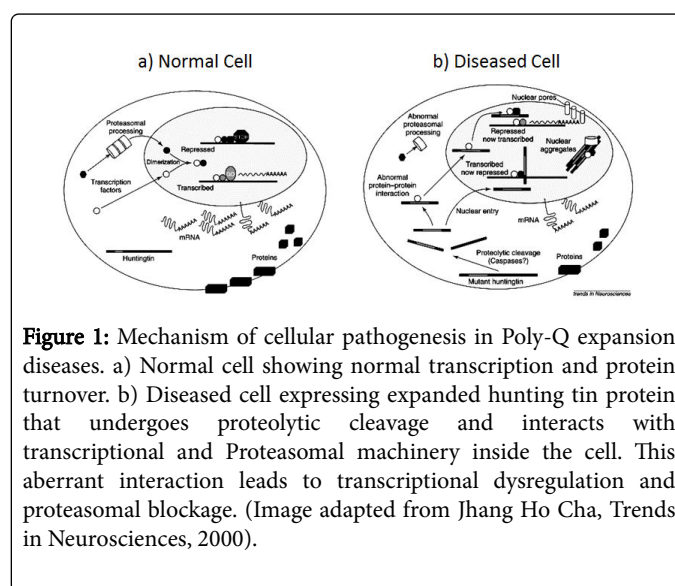 a) Normal Cell
Proteasomal
processing
Repressed
Dimerization
Transcription
factors
Transcribed
mRNA
Huntingtin
Proteins
b) Diseased Cell
Nuclear pores
Abnormal
proteasomal
processing
Repressed
now transcribed
Nuclear
aggregates
Transcribed
now repressed
Abnormal
protein–protein
interaction
Nuclear entry
mRNA
Proteolytic cleavage
(Caspases?)
Proteins
Mutant huntingtin
trends in Neurosciences
Figure 1: Mechanism of cellular pathogenesis in Poly-Q expansion
diseases. a) Normal cell showing normal transcription and protein
turnover. b) Diseased cell expressing expanded hunting tin protein
that undergoes proteolytic cleavage and interacts with
transcriptional and Proteasomal machinery inside the cell. This
aberrant interaction leads to transcriptional dysregulation and
proteasomal blockage. (Image adapted from Jhang Ho Cha, Trends
in Neurosciences, 2000).